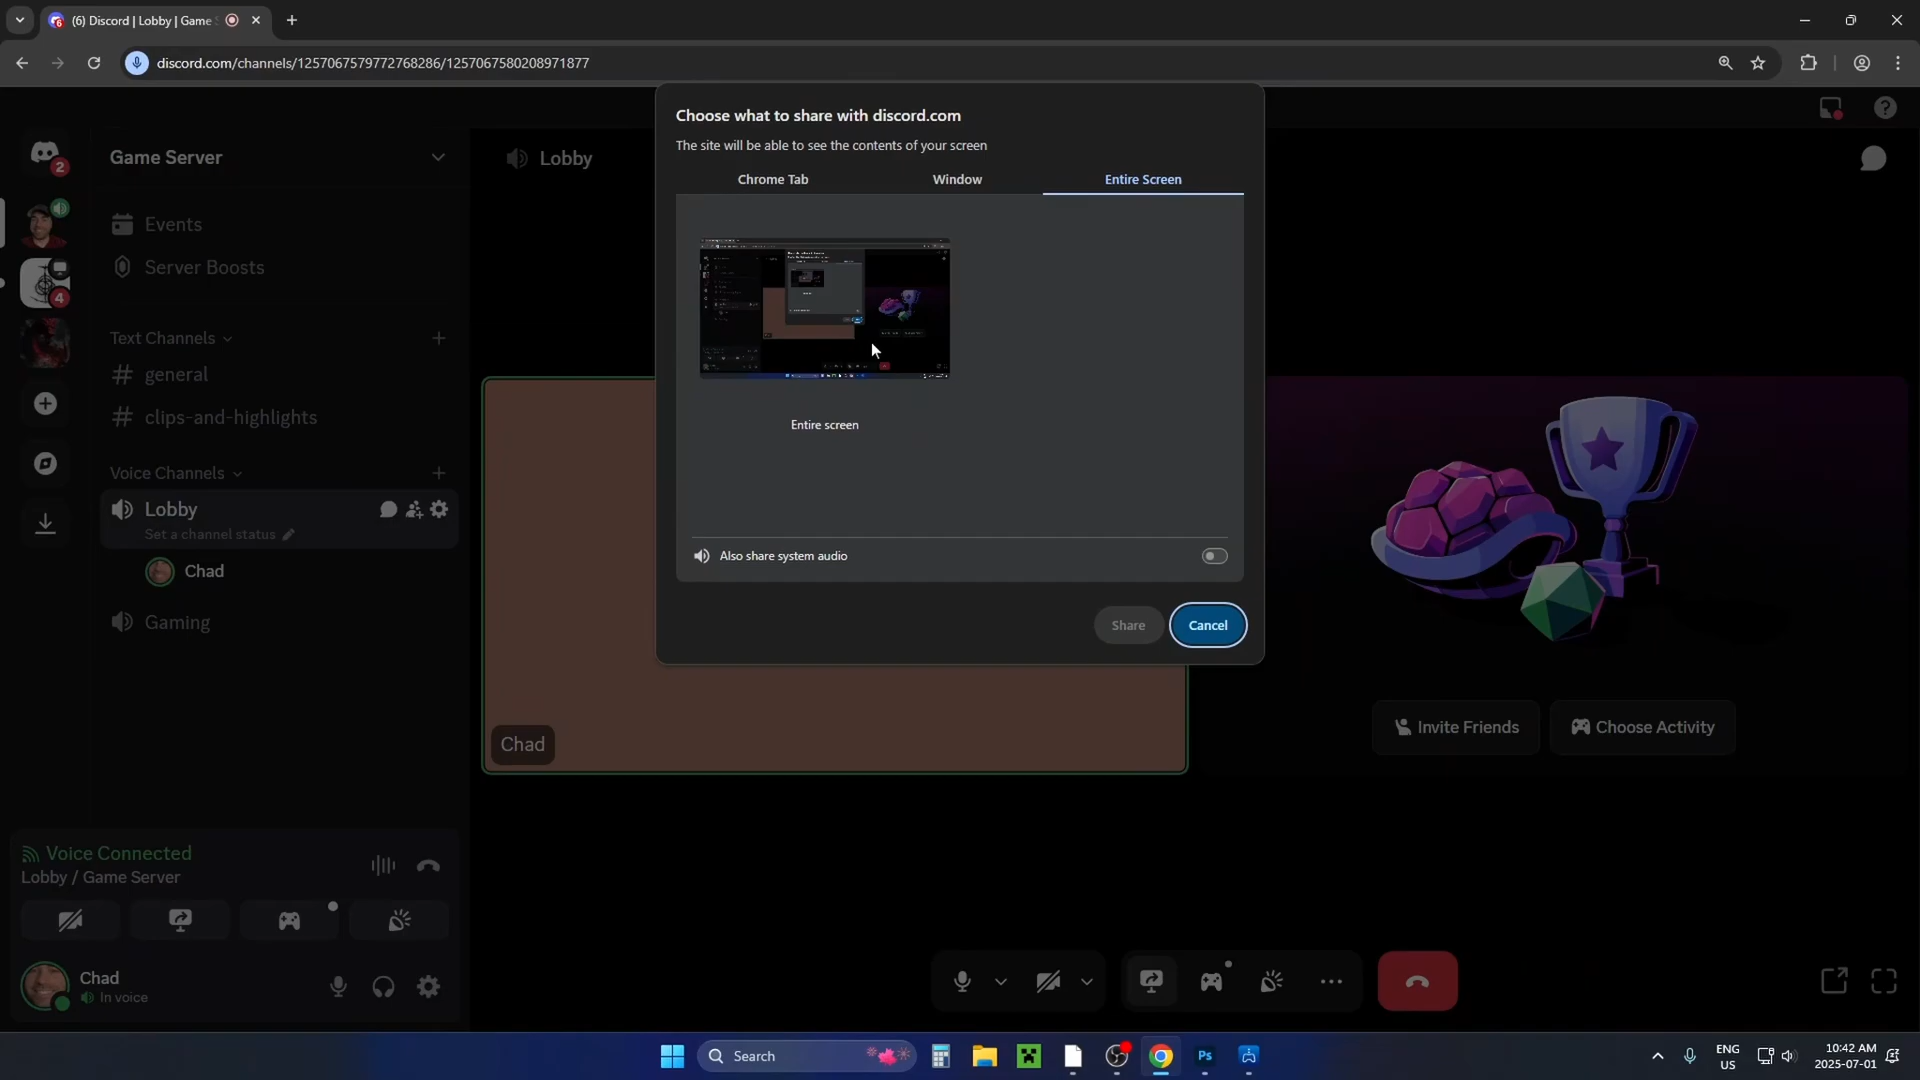 (6) Discord | Lobby | Game
discord.com/channels/1257067579772768286/1257067580208971877
Choose what to share with discord.com
The site will be able to see the contents of your screen
Chrome Tab
Window
Entire Screen
Entire screen
Also share system audio
Share
Cancel
2
4
Game Server
Events
Server Boosts
Text Channels
general
clips-and-highlights
Voice Channels
Lobby
Set a channel status
Chad
Gaming
Lobby
Chad
Invite Friends
Choose Activity
Voice Connected
Lobby / Game Server
Chad
In voice
Search
Ps
ENG
US
10:42 AM
2025-07-01